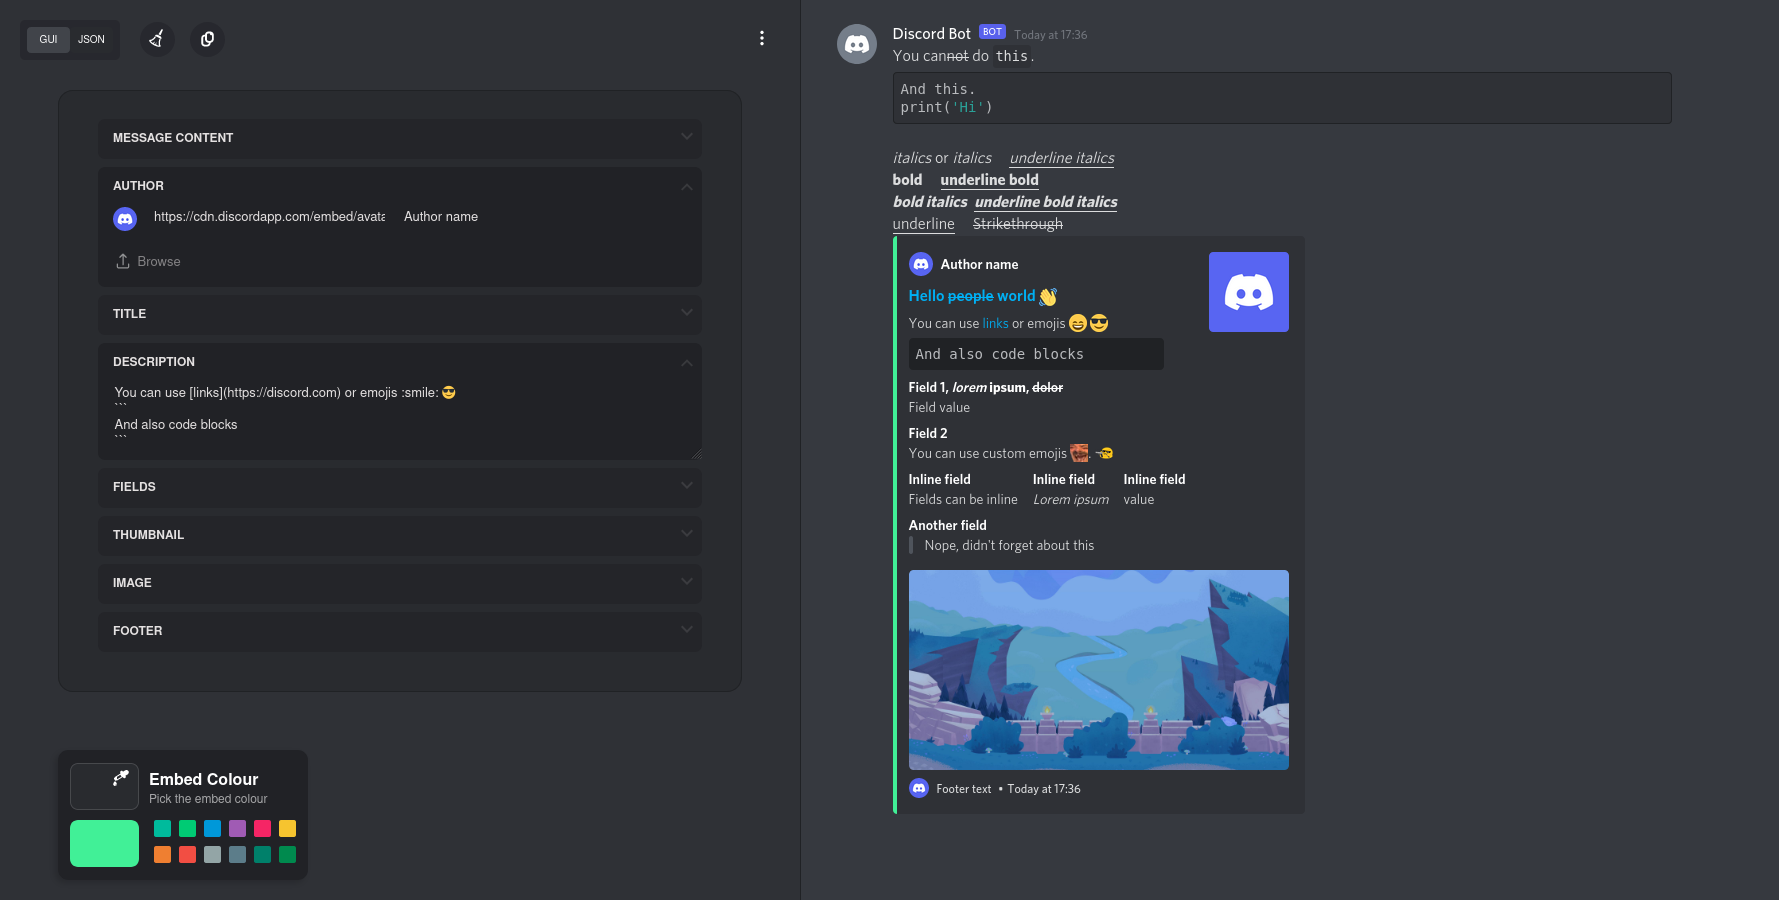 GUI JSON
MESSAGE CONTENT
AUTHOR
https://cdn.discordapp.com/embed/avata Author name
Browse
TITLE
DESCRIPTION
You can use [links](https://discord.com) or emojis :smile: 😎
```
And also code blocks
```
FIELDS
THUMBNAIL
IMAGE
FOOTER
Embed Colour
Pick the embed colour
Discord Bot BOT Today at 17:36
You cannot do this.
And this.
print('Hi')
italics or italics underline italics
bold underline bold
bold italics underline bold italics
underline Strikethrough
Author name
Hello people world 👋
You can use links or emojis 😄😎
And also code blocks
Field 1, lorem ipsum, dolor
Field value
Field 2
You can use custom emojis .
Inline field Inline field Inline field
Fields can be inline Lorem ipsum value
Another field
Nope, didn't forget about this
Footer text • Today at 17:36